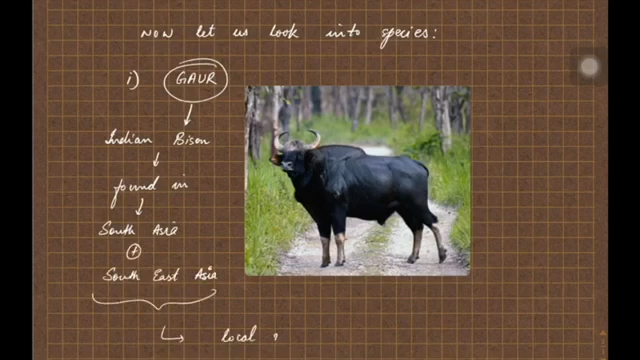 now let us look into species:
i) GAUR
Indian Bison
found in
South Asia
+
South East Asia
local